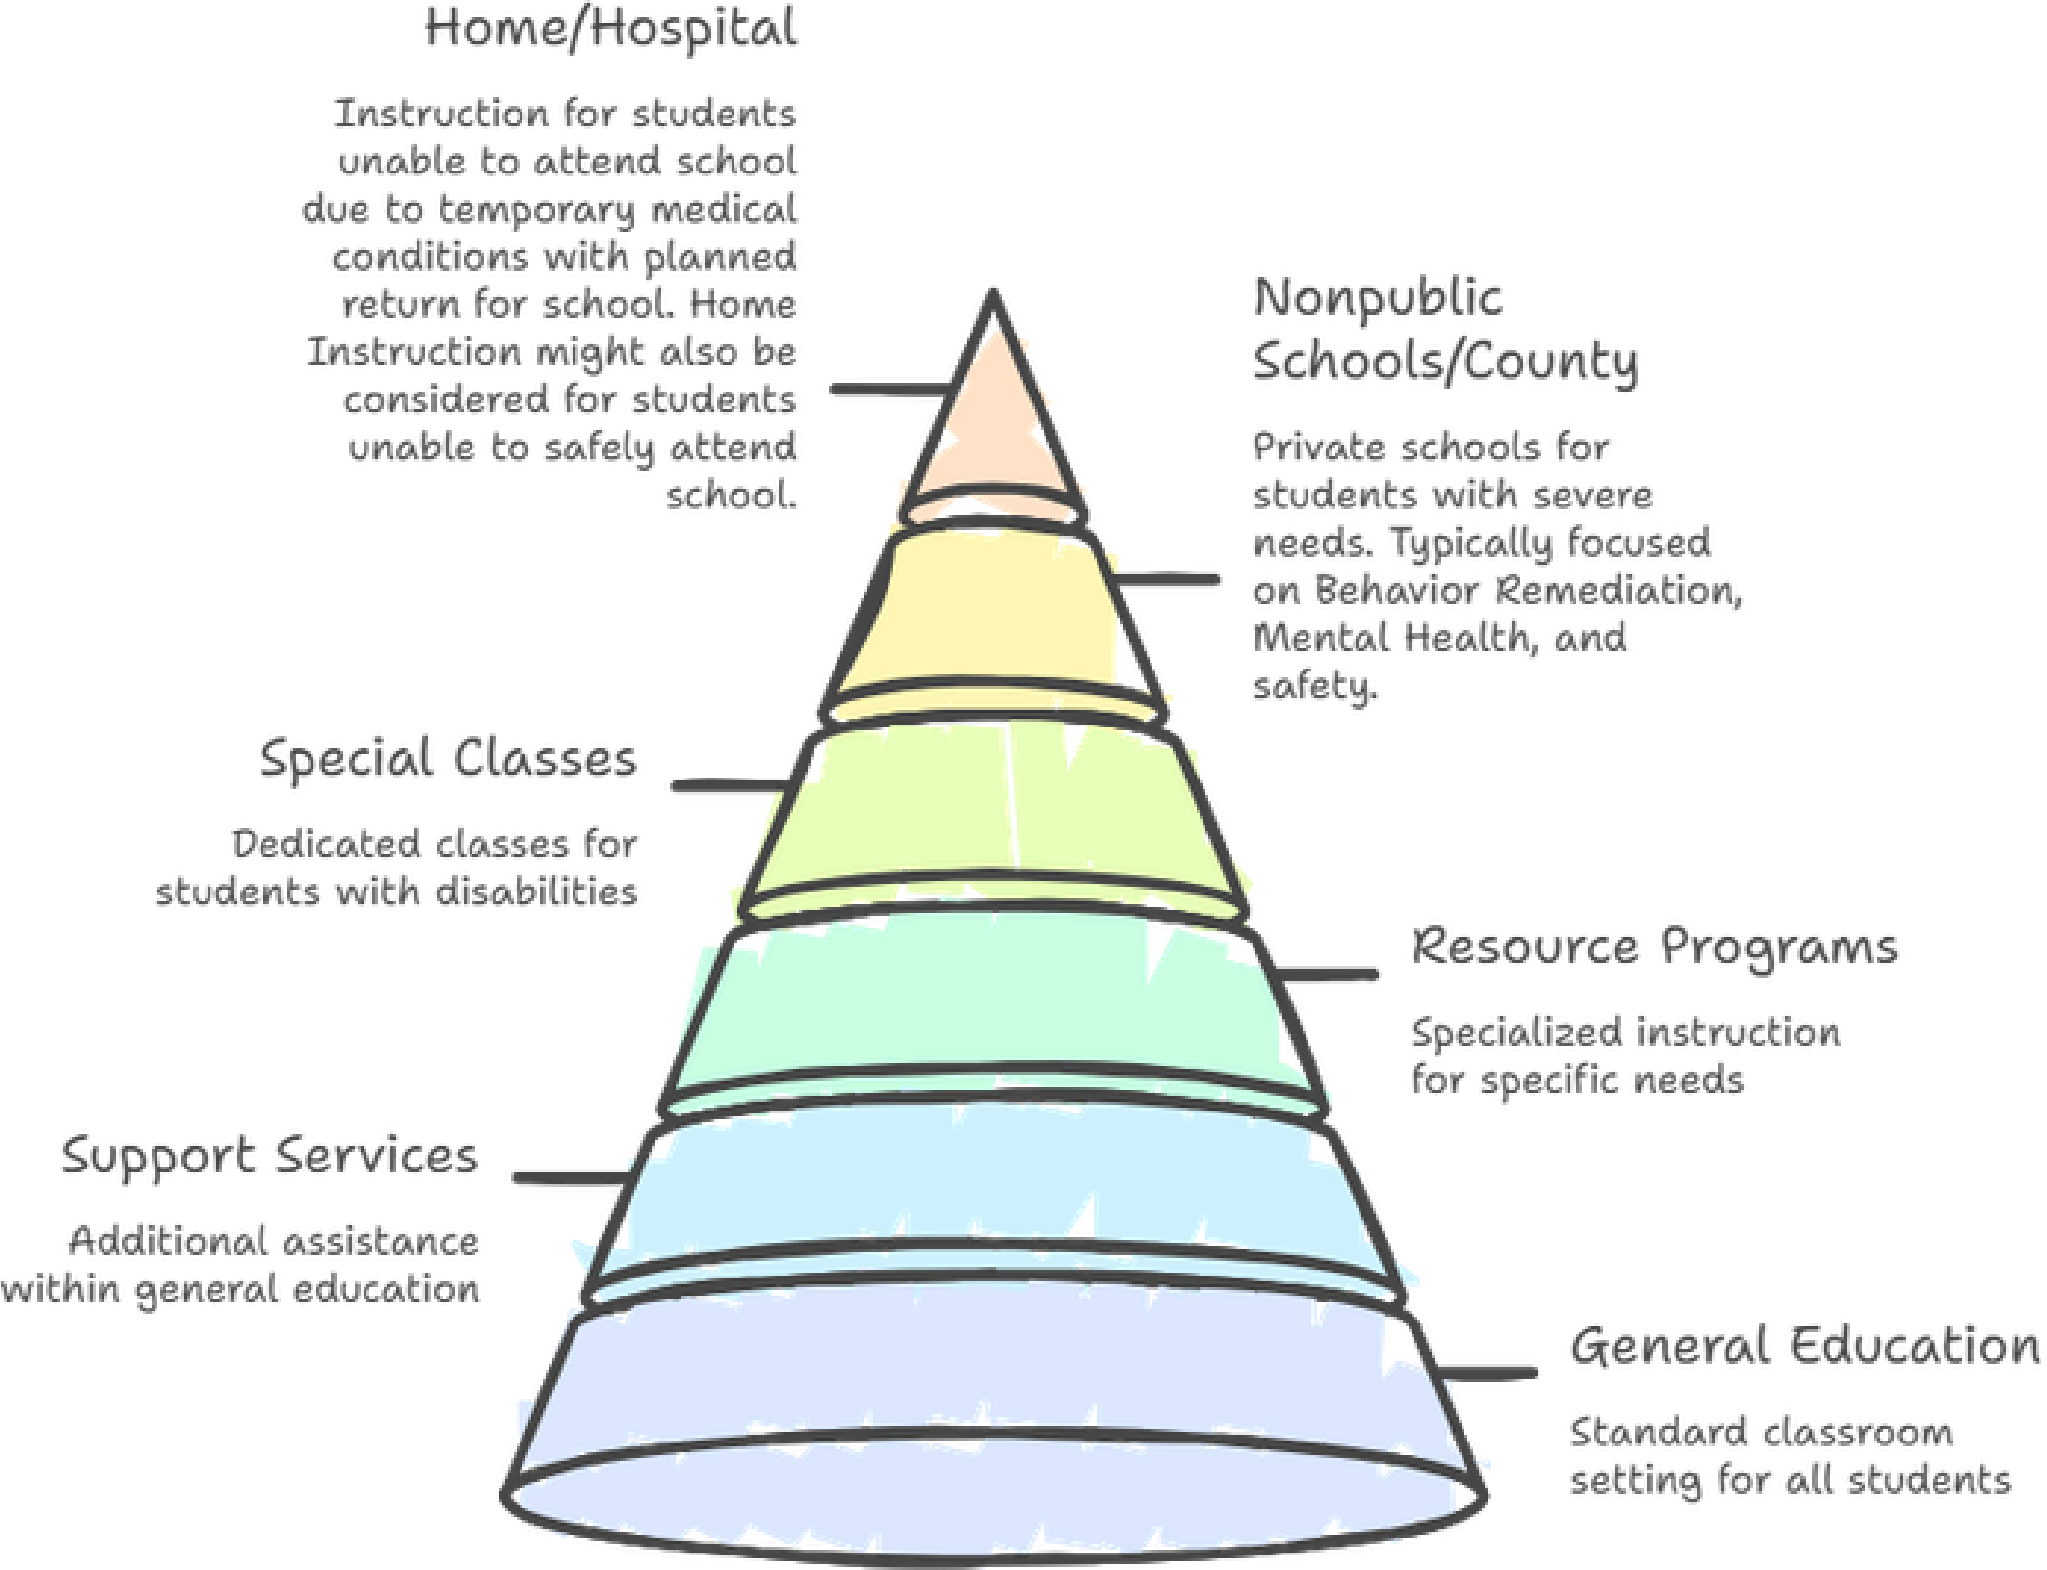 Home/Hospital
Instruction for students
unable to attend school
due to temporary medical
conditions with planned
return for school. Home
Instruction might also be
considered for students
unable to safely attend
school.
Nonpublic
Schools/County
Private schools for
students with severe
needs. Typically focused
on Behavior Remediation,
Mental Health, and
safety.
Special Classes
Dedicated classes for
students with disabilities
Resource Programs
Specialized instruction
for specific needs
Support Services
Additional assistance
within general education
General Education
Standard classroom
setting for all students